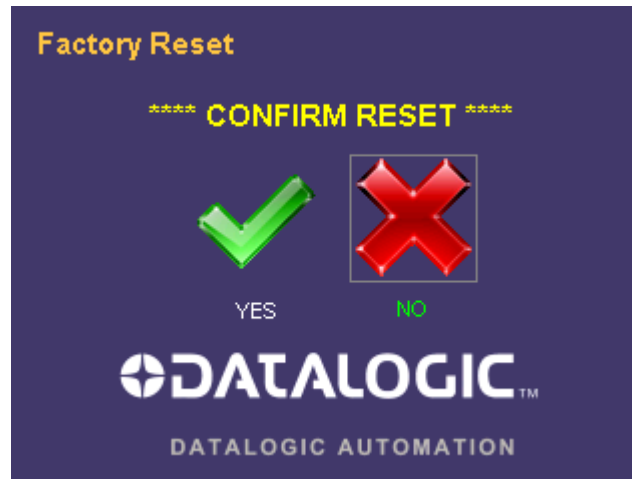 Factory Reset
**** CONFIRM RESET ****
YES NO
DATALOGIC™
DATALOGIC AUTOMATION